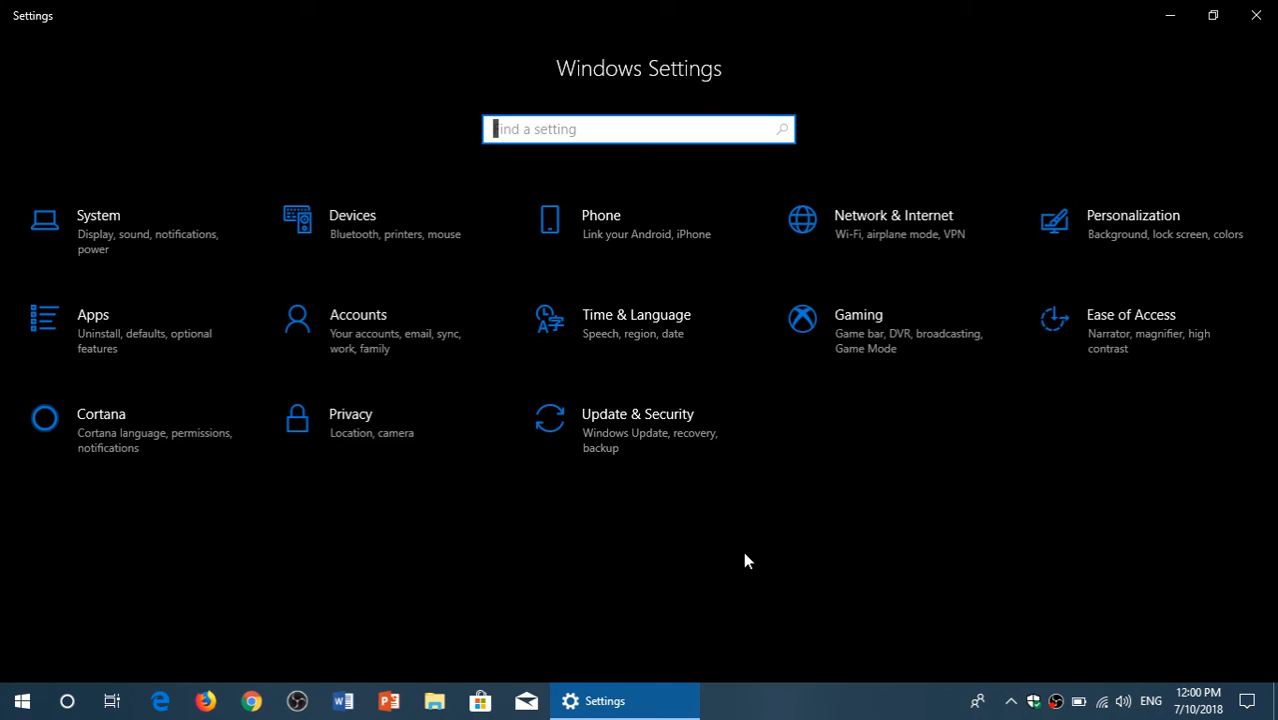 Settings
Windows Settings
ind a setting
System
Display, sound, notifications,
power
Devices
Bluetooth, printers, mouse
Phone
Link your Android, iPhone
Network & Internet
Wi-Fi, airplane mode, VPN
Personalization
Background, lock screen, colors
Apps
Uninstall, defaults, optional
features
Accounts
Your accounts, email, sync,
work, family
Time & Language
Speech, region, date
Gaming
Game bar, DVR, broadcasting,
Game Mode
Ease of Access
Narrator, magnifier, high
contrast
Cortana
Cortana language, permissions,
notifications
Privacy
Location, camera
Update & Security
Windows Update, recovery,
backup
Settings
ENG
12:00 PM
7/10/2018